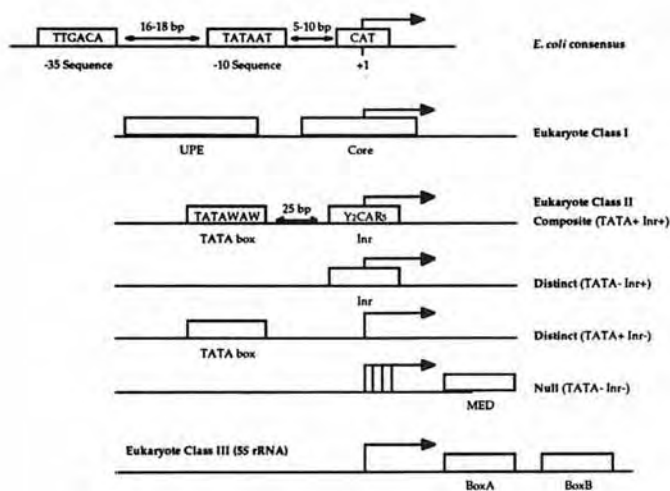 16-18 bp 5-10 bp
TTGACA TATAAT CAT
-35 Sequence -10 Sequence +1 E. coli consensus
UPE Core Eukaryote Class I
Eukaryote Class II
25 bp
TATAWAW Y2CAR5 Composite (TATA+ Inr+)
TATA box Inr
Inr Distinct (TATA- Inr+)
TATA box Distinct (TATA+ Inr-)
MED Null (TATA- Inr-)
Eukaryote Class III (5S rRNA)
BoxA BoxB